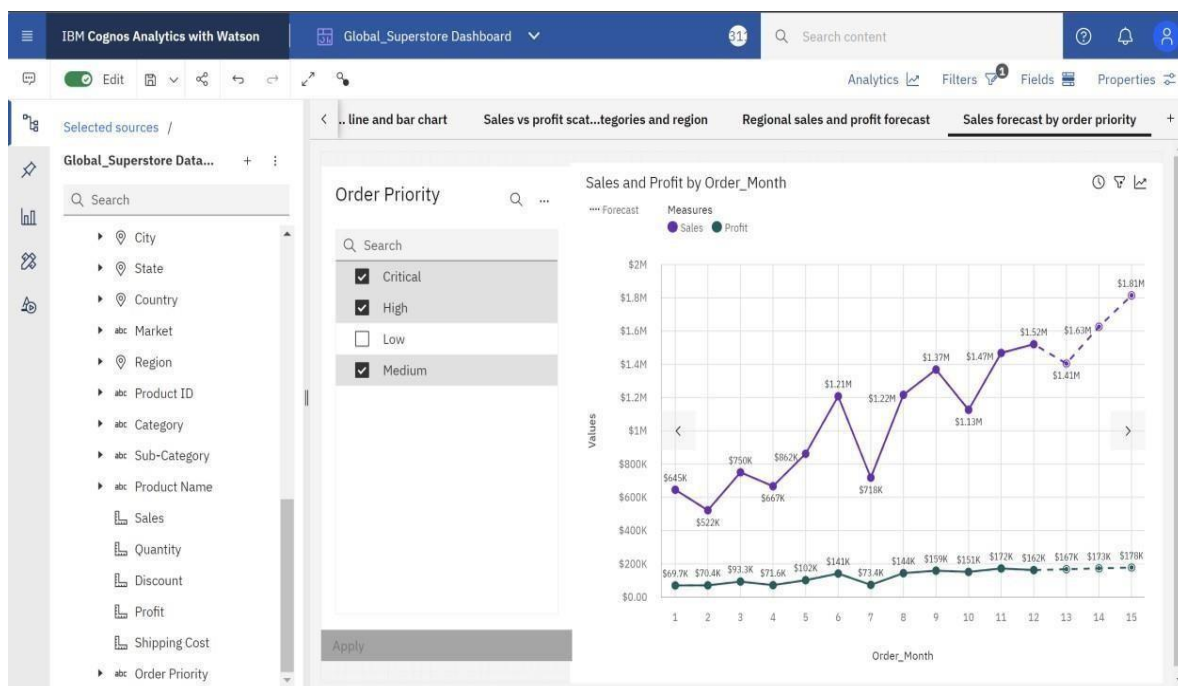 IBM Cognos Analytics with Watson
Global_Superstore Dashboard
Search content
Edit
Analytics
Filters
1
Fields
Properties
Selected sources /
Global_Superstore Data...
Search
City
State
Country
abc Market
Region
abc Product ID
abc Category
abc Sub-Category
abc Product Name
Sales
Quantity
Discount
Profit
Shipping Cost
abc Order Priority
... line and bar chart
Sales vs profit scat...tegories and region
Regional sales and profit forecast
Sales forecast by order priority
Order Priority
Search
Critical
High
Low
Medium
Apply
Sales and Profit by Order_Month
Forecast
Measures
Sales
Profit
Values
$2M
$1.8M
$1.6M
$1.4M
$1.2M
$1M
$800K
$600K
$400K
$200K
$0.00
$645K
$522K
$750K
$667K
$862K
$1.21M
$718K
$1.22M
$1.37M
$1.13M
$1.47M
$1.52M
$1.41M
$1.63M
$1.81M
$69.7K
$70.4K
$93.3K
$71.6K
$102K
$141K
$73.4K
$144K
$159K
$151K
$172K
$162K
$167K
$173K
$178K
1 2 3 4 5 6 7 8 9 10 11 12 13 14 15
Order_Month